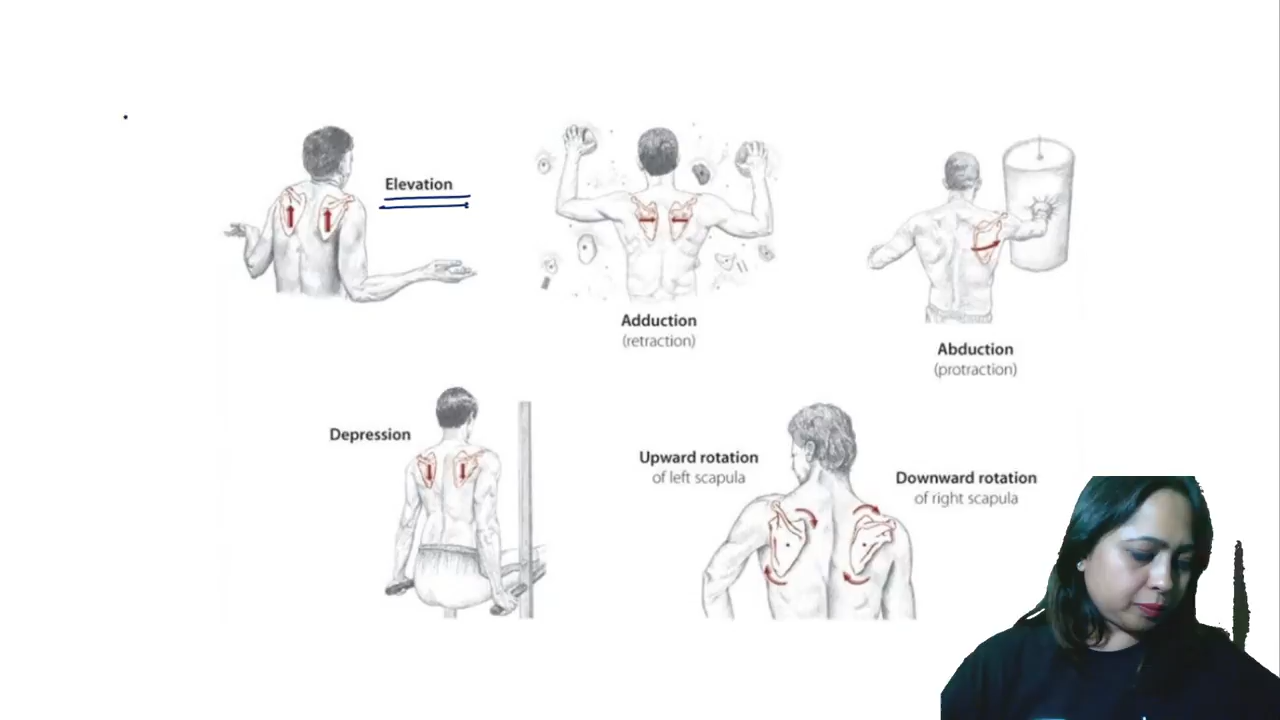 Elevation
Adduction
(retraction)
Abduction
(protraction)
Depression
Upward rotation
of left scapula
Downward rotation
of right scapula